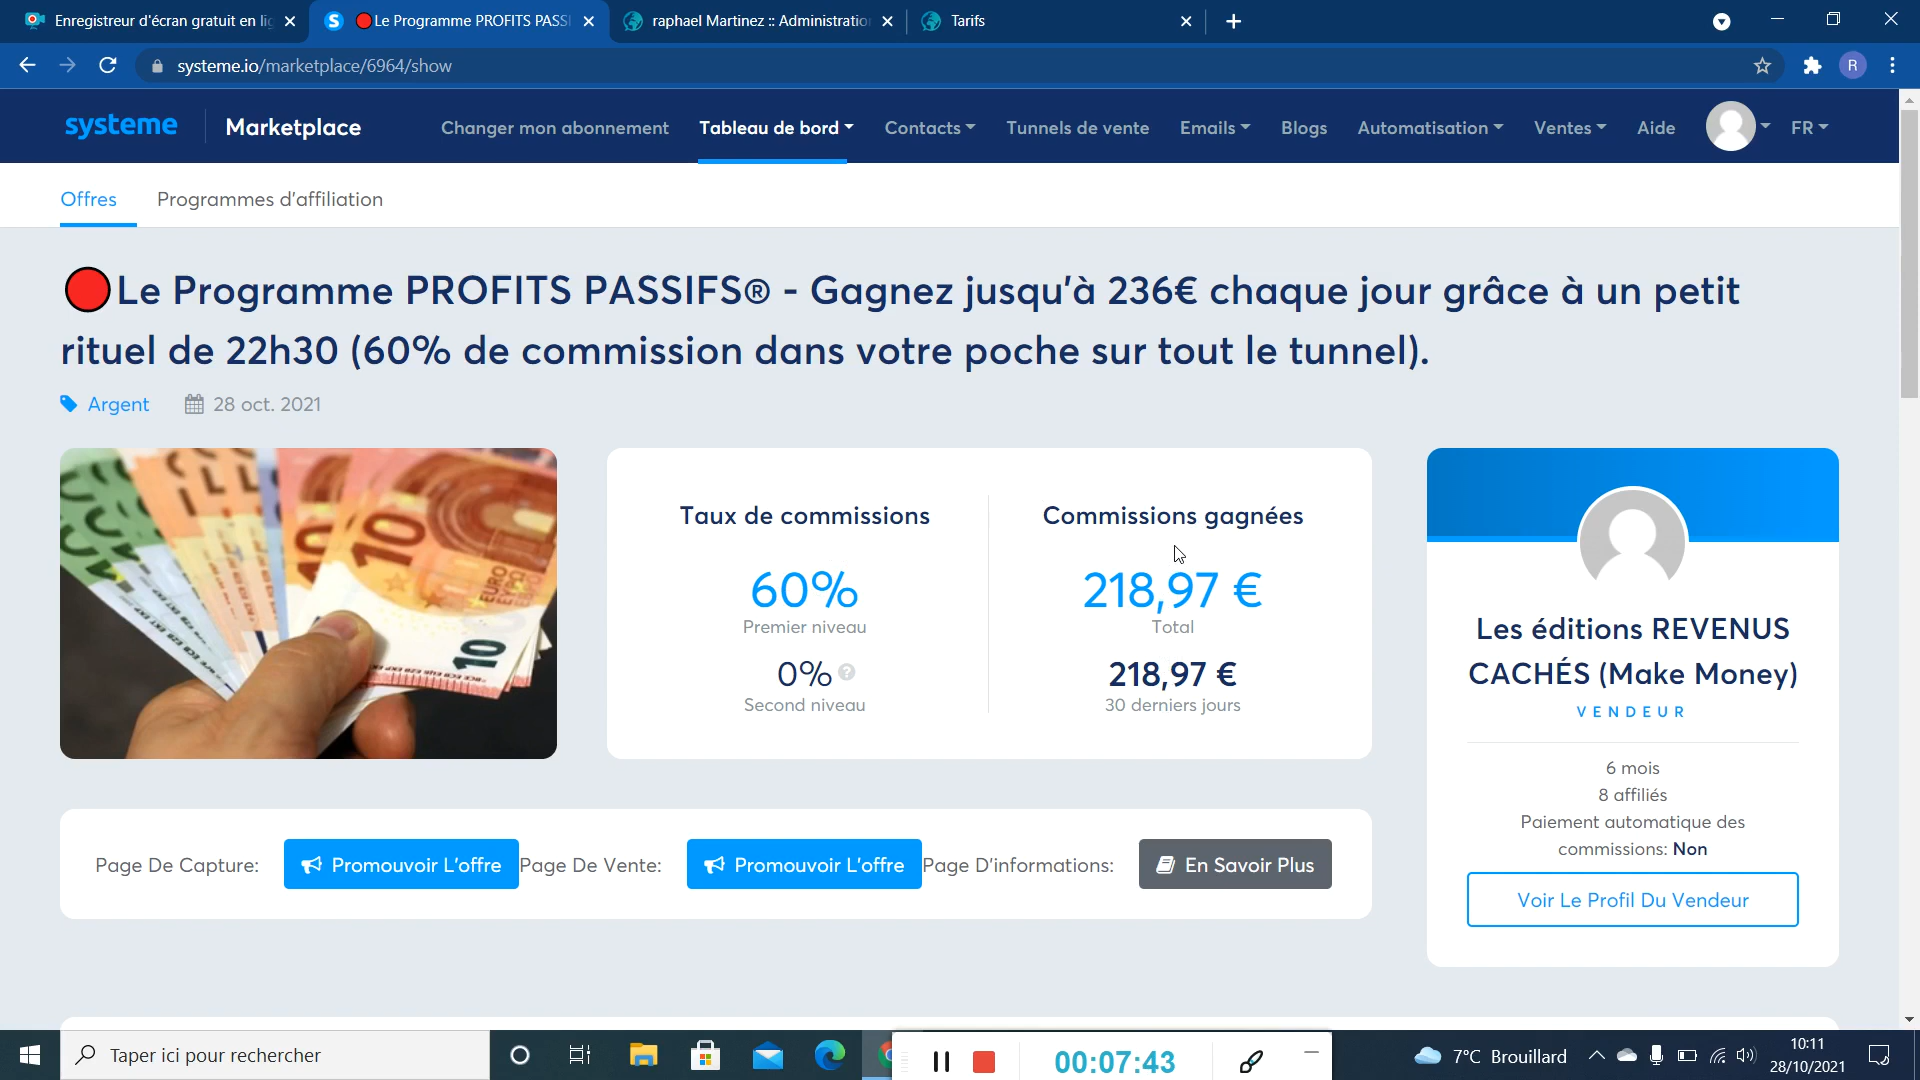 Enregistreur d'écran gratuit en lig
Le Programme PROFITS PASSI
raphael Martinez :: Administratio
Tarifs
systeme.io/marketplace/6964/show
R
systeme
Marketplace
Changer mon abonnement
Tableau de bord
Contacts
Tunnels de vente
Emails
Blogs
Automatisation
Ventes
Aide
FR
Offres
Programmes d'affiliation
Le Programme PROFITS PASSIFS® - Gagnez jusqu'à 236€ chaque jour grâce à un petit
rituel de 22h30 (60% de commission dans votre poche sur tout le tunnel).
Argent
28 oct. 2021
10
Taux de commissions
60%
Premier niveau
0% ?
Second niveau
Commissions gagnées
218,97 €
Total
218,97 €
30 derniers jours
Les éditions REVENUS
CACHÉS (Make Money)
VENDEUR
6 mois
8 affiliés
Paiement automatique des
commissions: Non
Voir Le Profil Du Vendeur
Page De Capture:
Promouvoir L'offre
Page De Vente:
Promouvoir L'offre
Page D'informations:
En Savoir Plus
Taper ici pour rechercher
00:07:43
7°C Brouillard
10:11
28/10/2021